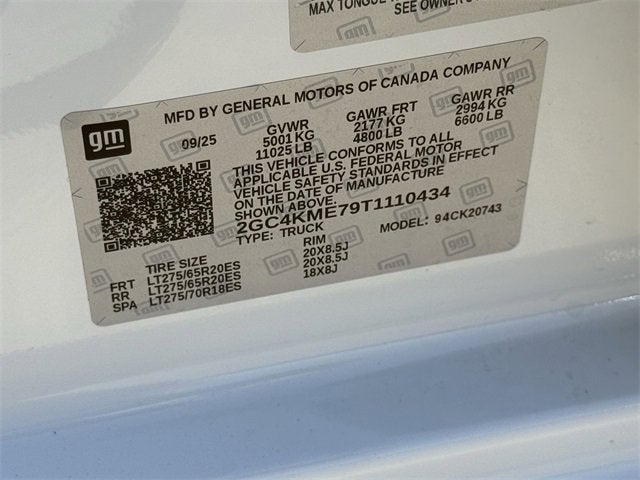 MAX TONGUE
SEE OWNER'S
MFD BY GENERAL MOTORS OF CANADA COMPANY
gm
09/25
GVWR
5001 KG
11025 LB
GAWR FRT
2177 KG
4800 LB
GAWR RR
2994 KG
6600 LB
THIS VEHICLE CONFORMS TO ALL
APPLICABLE U.S. FEDERAL MOTOR
VEHICLE SAFETY STANDARDS IN EFFECT
ON THE DATE OF MANUFACTURE
SHOWN ABOVE.
2GC4KME79T1110434
TYPE: TRUCK
MODEL: 94CK20743
TIRE SIZE RIM
FRT LT275/65R20ES 20X8.5J
RR LT275/65R20ES 20X8.5J
SPA LT275/70R18ES 18X8J